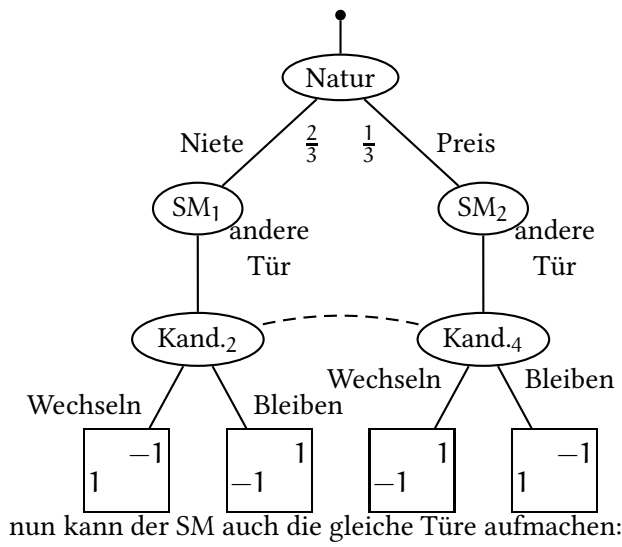 Natur
Niete 2/3 1/3 Preis
SM₁ SM₂
andere andere
Tür Tür
Kand.₂ Kand.₄
Wechseln Bleiben Wechseln Bleiben
−1 1 1 −1
1 −1 −1 1
nun kann der SM auch die gleiche Türe aufmachen: